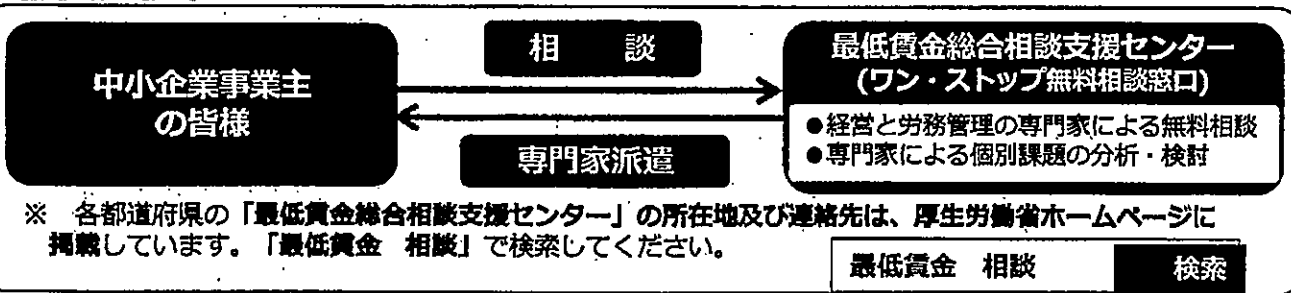 中小企業事業主
の皆様
相 談
専門家派遣
最低賃金総合相談支援センター
(ワン・ストップ無料相談窓口)
●経営と労務管理の専門家による無料相談
●専門家による個別課題の分析・検討
※ 各都道府県の「最低賃金総合相談支援センター」の所在地及び連絡先は、厚生労働省ホームページに
掲載しています。「最低賃金 相談」で検索してください。
最低賃金 相談 検索